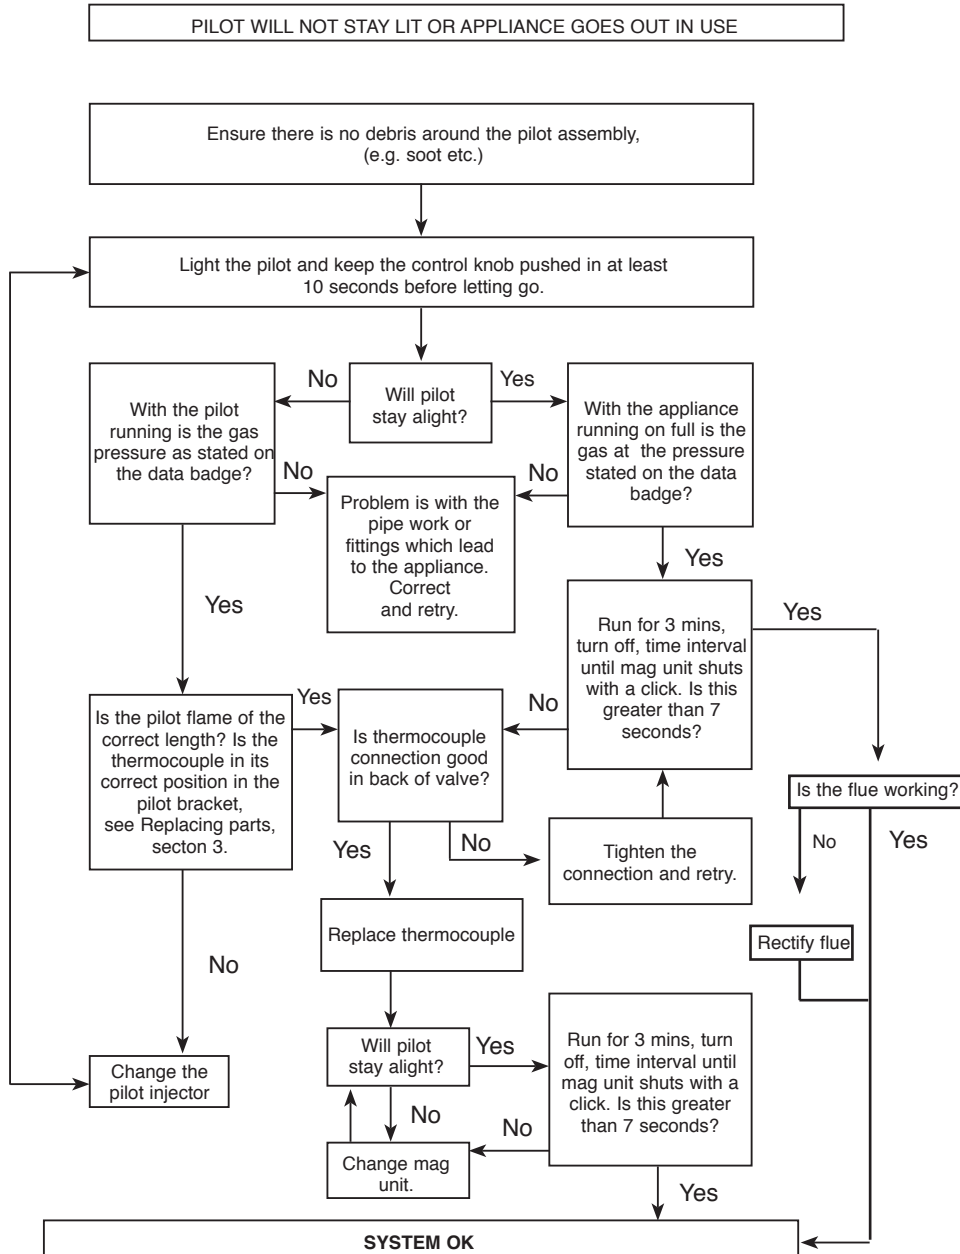 PILOT WILL NOT STAY LIT OR APPLIANCE GOES OUT IN USE
Ensure there is no debris around the pilot assembly,
(e.g. soot etc.)
Light the pilot and keep the control knob pushed in at least
10 seconds before letting go.
No
Will pilot
stay alight?
Yes
With the pilot
running is the gas
pressure as stated on
the data badge?
With the appliance
running on full is the
gas at the pressure
stated on the data
badge?
No
No
Problem is with the
pipe work or
fittings which lead
to the appliance.
Correct
and retry.
Yes
Yes
Run for 3 mins,
turn off, time interval
until mag unit shuts
with a click. Is this
greater than 7
seconds?
Yes
Is the pilot flame of the
correct length? Is the
thermocouple in its
correct position in the
pilot bracket,
see Replacing parts,
secton 3.
Yes
Is thermocouple
connection good
in back of valve?
No
Is the flue working?
Yes
No
Tighten the
connection and retry.
No
Yes
Replace thermocouple
Rectify flue
No
Change the
pilot injector
Will pilot
stay alight?
Yes
Run for 3 mins, turn
off, time interval until
mag unit shuts with a
click. Is this greater
than 7 seconds?
No
No
Change mag
unit.
Yes
SYSTEM OK